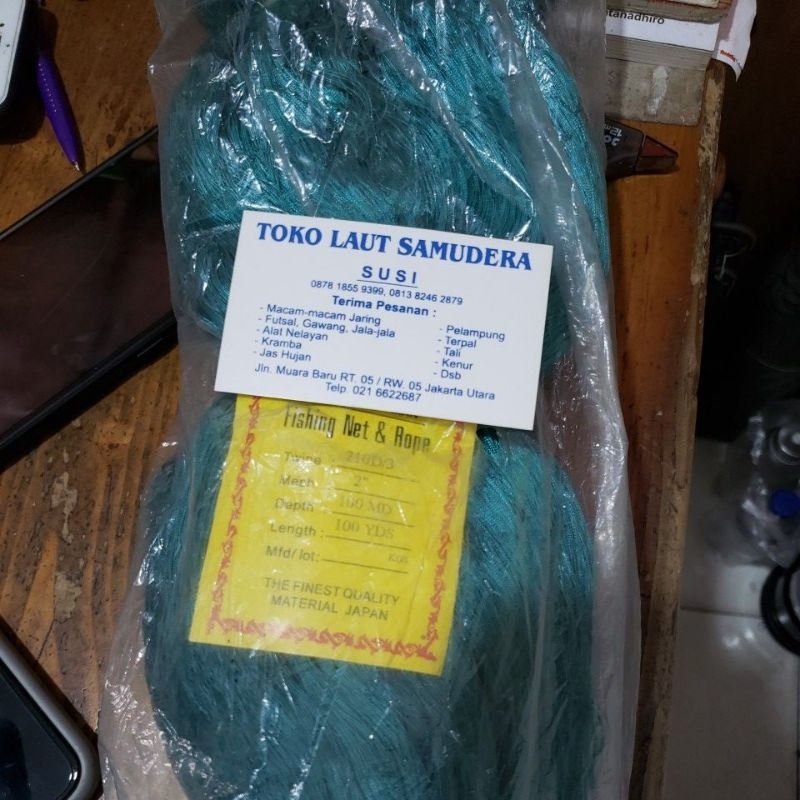 tanadhiro
TOKO LAUT SAMUDERA
SUSI
0878 1855 9399, 0813 8246 2879
Terima Pesanan :
- Macam-macam Jaring
- Futsal, Gawang, Jala-jala
- Alat Nelayan
- Kramba
- Jas Hujan
- Pelampung
- Terpal
- Tali
- Kenur
- Dsb
Jln. Muara Baru RT. 05 / RW. 05 Jakarta Utara
Telp. 021 6622687
Fishing Net & Rope
Twine : 210D/3
Mesh : 2"
Depth : 100 MD
Length : 100 YDS
Mfd/ lot:
THE FINEST QUALITY
MATERIAL JAPAN